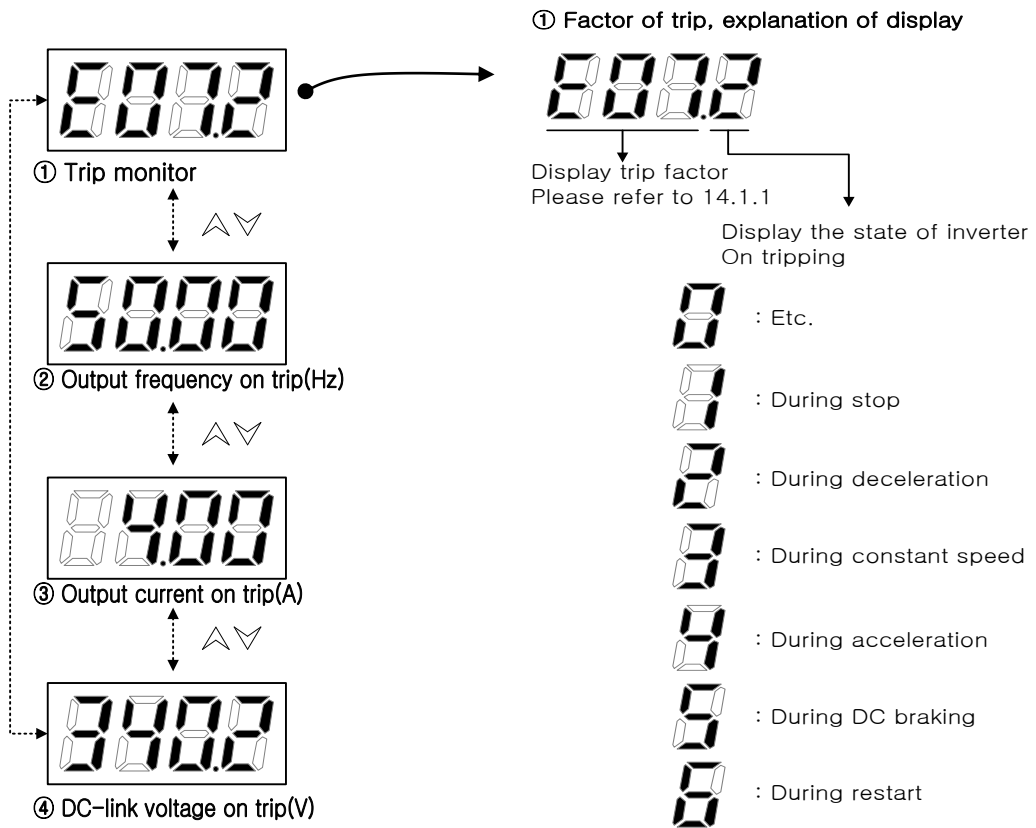 E07.2
① Trip monitor
50.00
② Output frequency on trip(Hz)
4.00
③ Output current on trip(A)
340.2
④ DC-link voltage on trip(V)
① Factor of trip, explanation of display
E07.2
Display trip factor
Please refer to 14.1.1
Display the state of inverter
On tripping
0 : Etc.
1 : During stop
2 : During deceleration
3 : During constant speed
4 : During acceleration
5 : During DC braking
6 : During restart